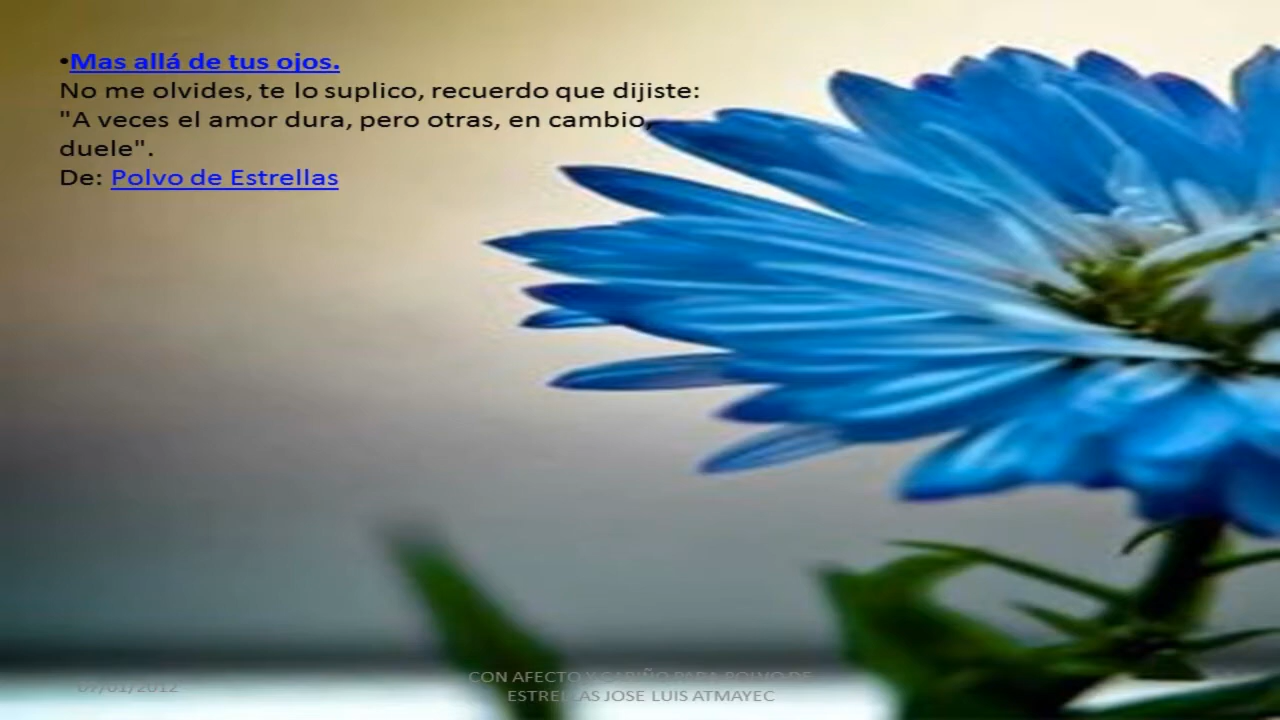 •Mas allá de tus ojos.
No me olvides, te lo suplico, recuerdo que dijiste:
"A veces el amor dura, pero otras, en cambio,
duele".
De: Polvo de Estrellas
07/01/2012
CON AFECTO Y CARIÑO PARA POLVO DE
ESTRELLAS JOSE LUIS ATMAYEC